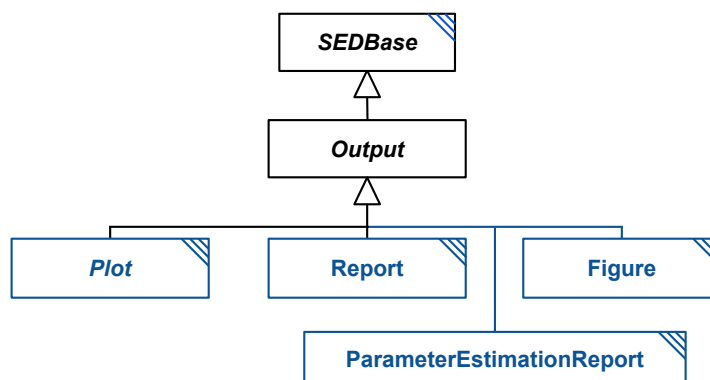 SEDBase
Output
Plot
Report
Figure
ParameterEstimationReport